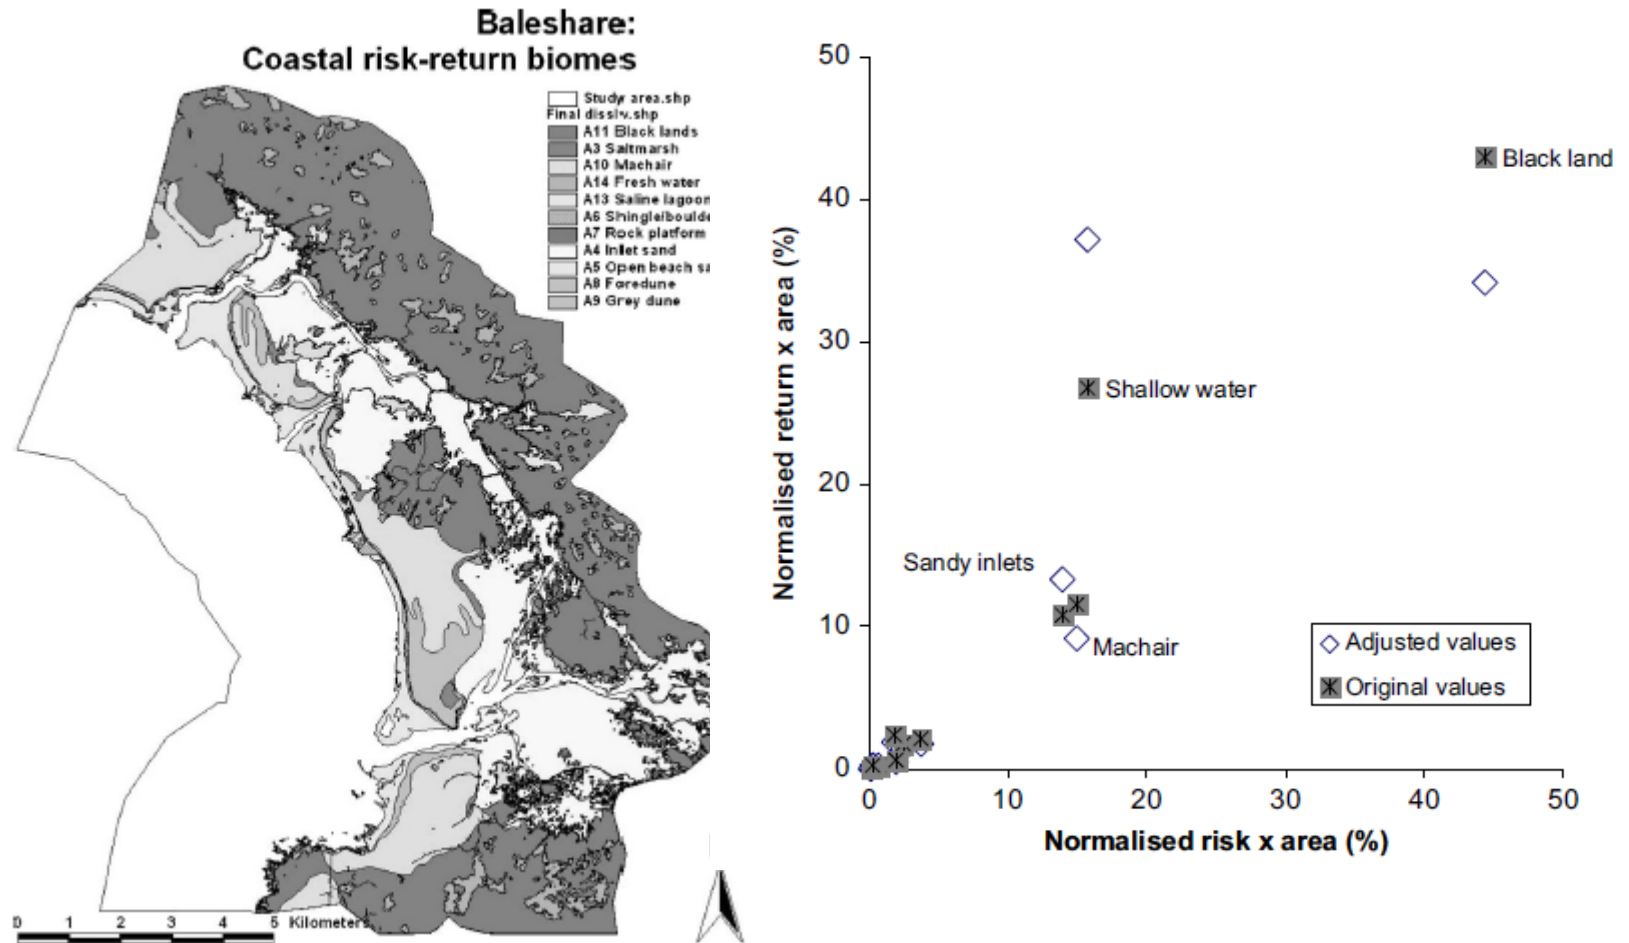 Baleshare:
Coastal risk-return biomes
Study area.shp
Final disslv.shp
A11 Black lands
A3 Saltmarsh
A10 Machair
A14 Fresh water
A13 Saline lagoon
A6 Shingle/boulde
A7 Rock platform
A4 Inlet sand
A5 Open beach sa
A8 Foredune
A9 Grey dune
0 1 2 3 4 5 Kilometers
Normalised return x area (%)
50
40
30
20
10
0
Black land
Shallow water
Sandy inlets
Machair
Adjusted values
Original values
0 10 20 30 40 50
Normalised risk x area (%)